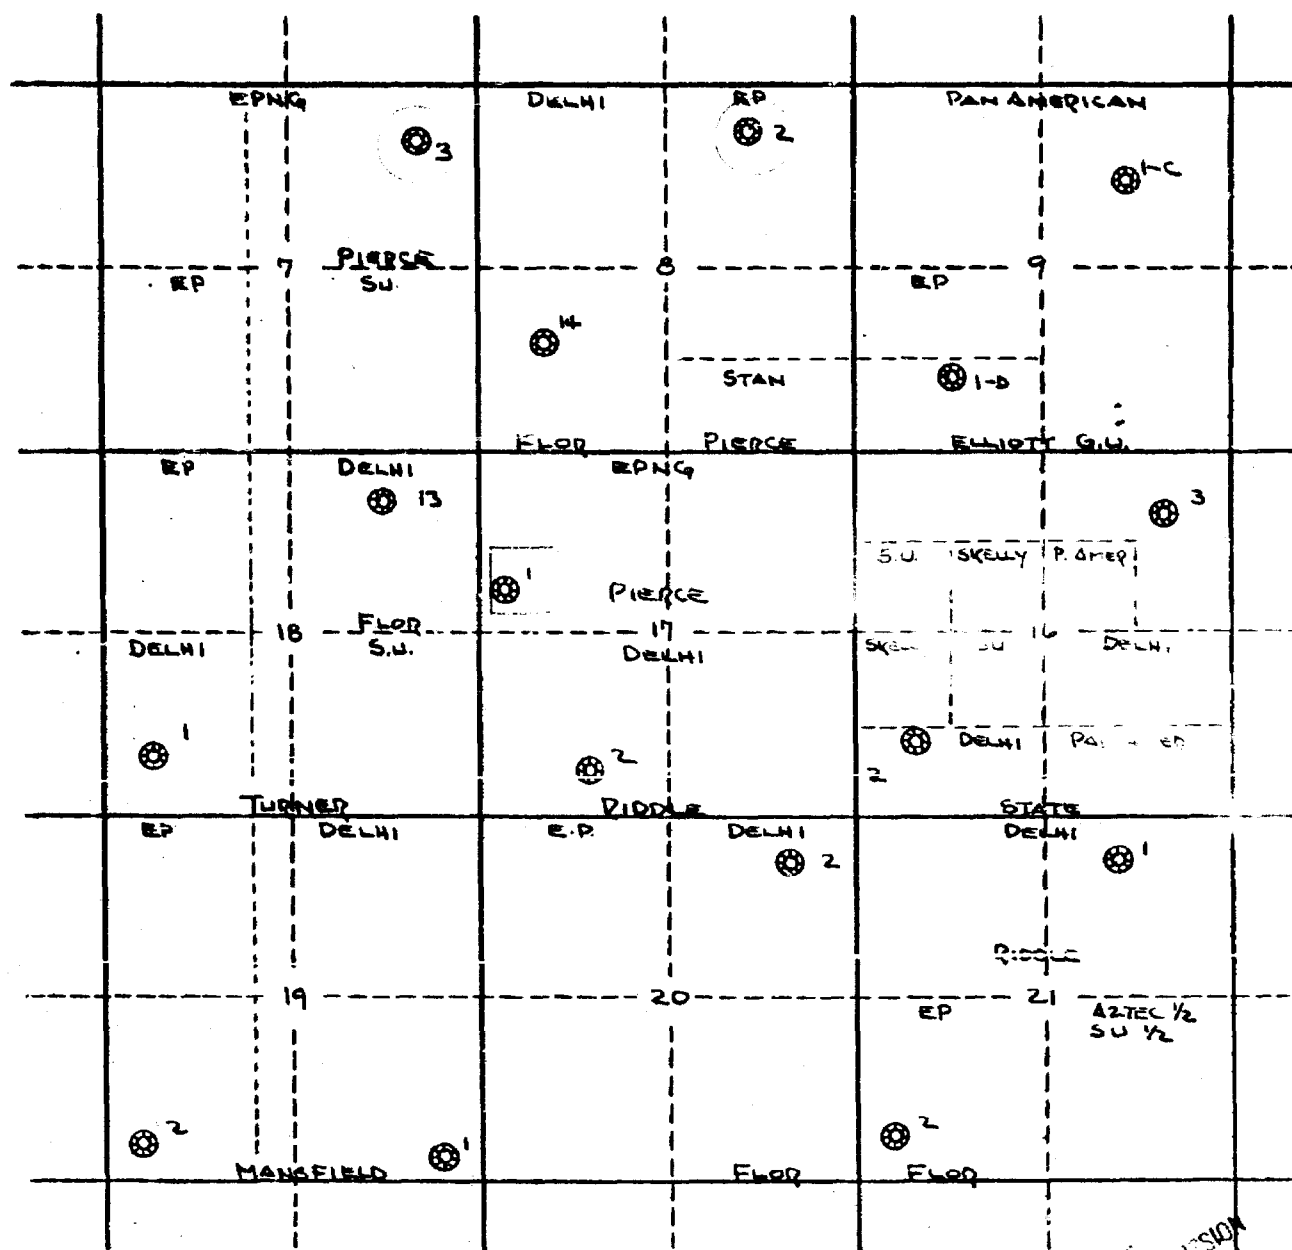 EPNG DELHI EP PAN AMERICAN
3 2 1-C
7 PIERCE 8 9
EP S.U. EP
14
STAN 1-D
FLOR PIERCE ELLIOTT G.U.
EP DELHI EPNG
13 3
S.U. SKELLY P. AMER
1 PIERCE
18 FLOR 17 16
DELHI S.U. DELHI SU DELHI
1 2 DELHI
2
TURNER RIDDLE STATE
EP DELHI E.P. DELHI DELHI
2 1
RIDDLE
19 20 21
EP AZTEC 1/2
SU 1/2
2 1 2
MANSFIELD FLOR FLOR